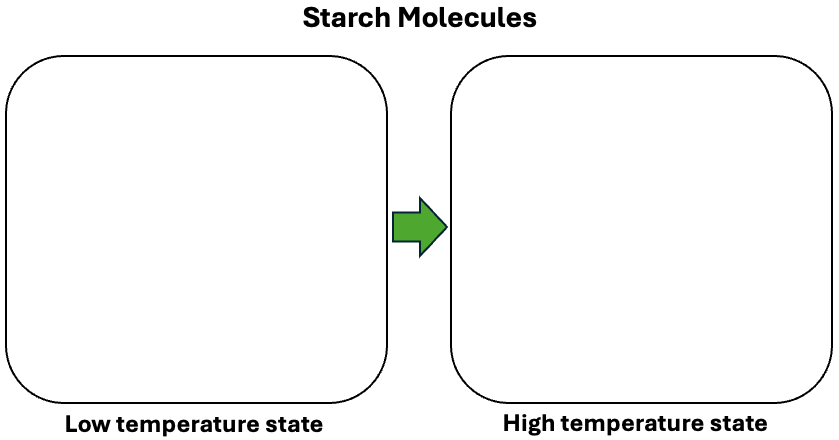 Starch Molecules
Low temperature state
High temperature state